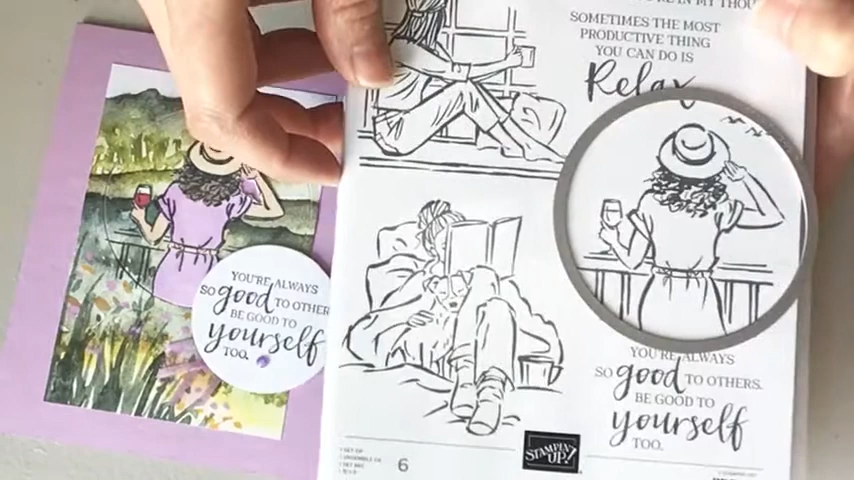 SOMETIMES THE MOST
PRODUCTIVE THING
YOU CAN DO IS
Relax
YOU'RE ALWAYS
SO good TO OTHER
BE GOOD TO
yourself
TOO.
YOU'RE ALWAYS
SO good TO OTHERS.
BE GOOD TO
yourself
TOO.
6
STAMPIN'
UP!